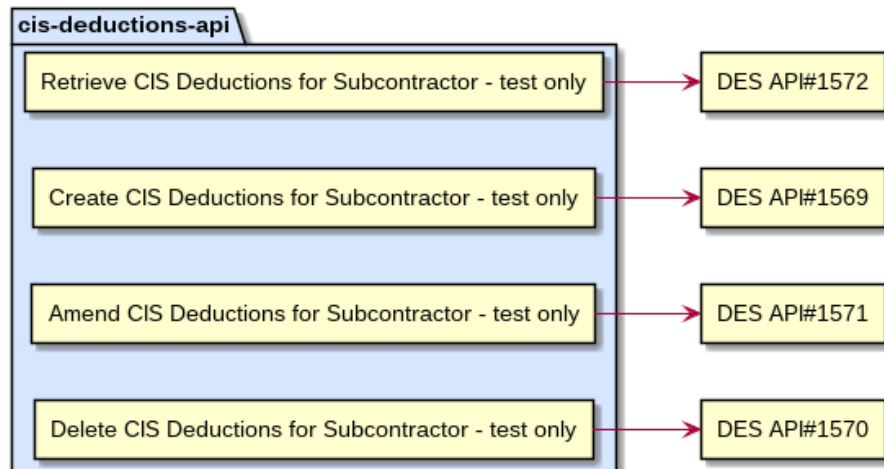 cis-deductions-api
Retrieve CIS Deductions for Subcontractor - test only
DES API#1572
Create CIS Deductions for Subcontractor - test only
DES API#1569
Amend CIS Deductions for Subcontractor - test only
DES API#1571
Delete CIS Deductions for Subcontractor - test only
DES API#1570